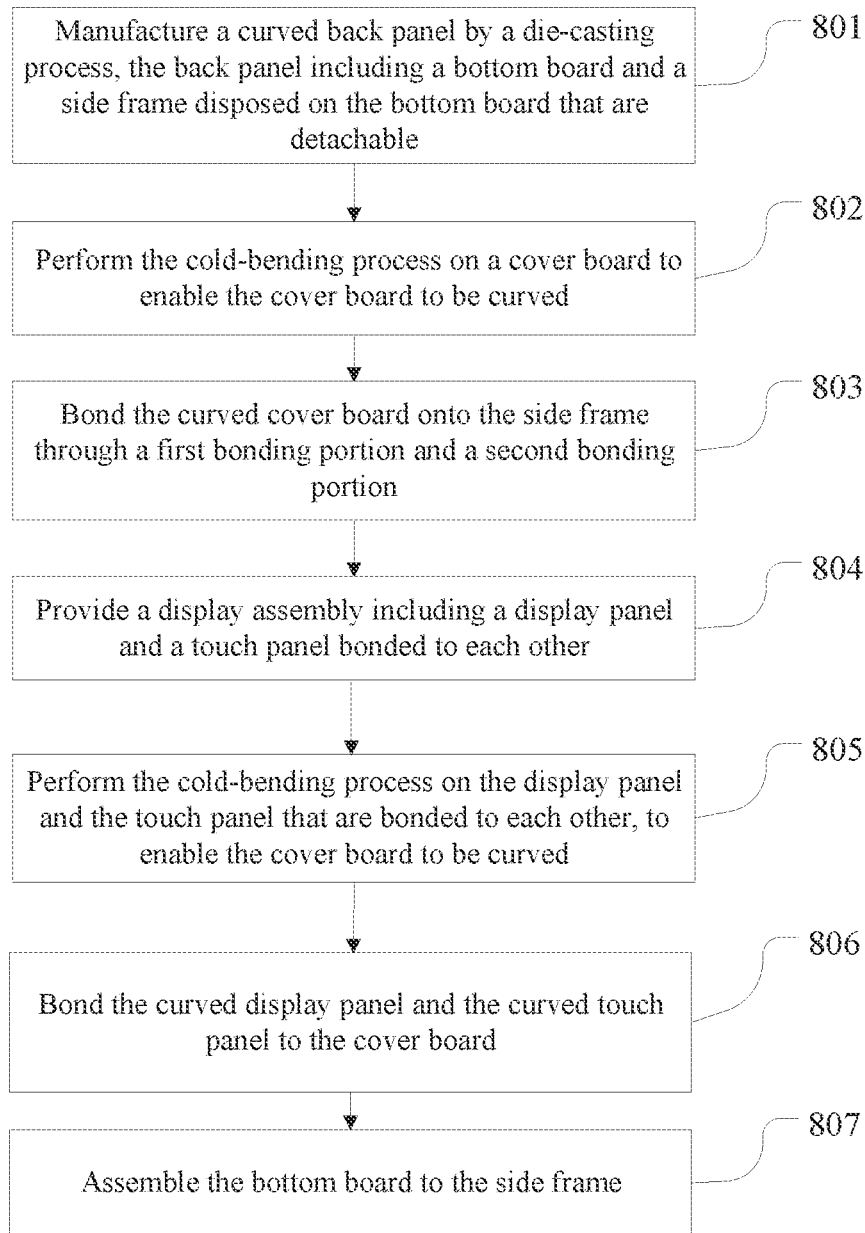 Manufacture a curved back panel by a die-casting
process, the back panel including a bottom board and a
side frame disposed on the bottom board that are
detachable
801
Perform the cold-bending process on a cover board to
enable the cover board to be curved
802
Bond the curved cover board onto the side frame
through a first bonding portion and a second bonding
portion
803
Provide a display assembly including a display panel
and a touch panel bonded to each other
804
Perform the cold-bending process on the display panel
and the touch panel that are bonded to each other, to
enable the cover board to be curved
805
Bond the curved display panel and the curved touch
panel to the cover board
806
Assemble the bottom board to the side frame
807